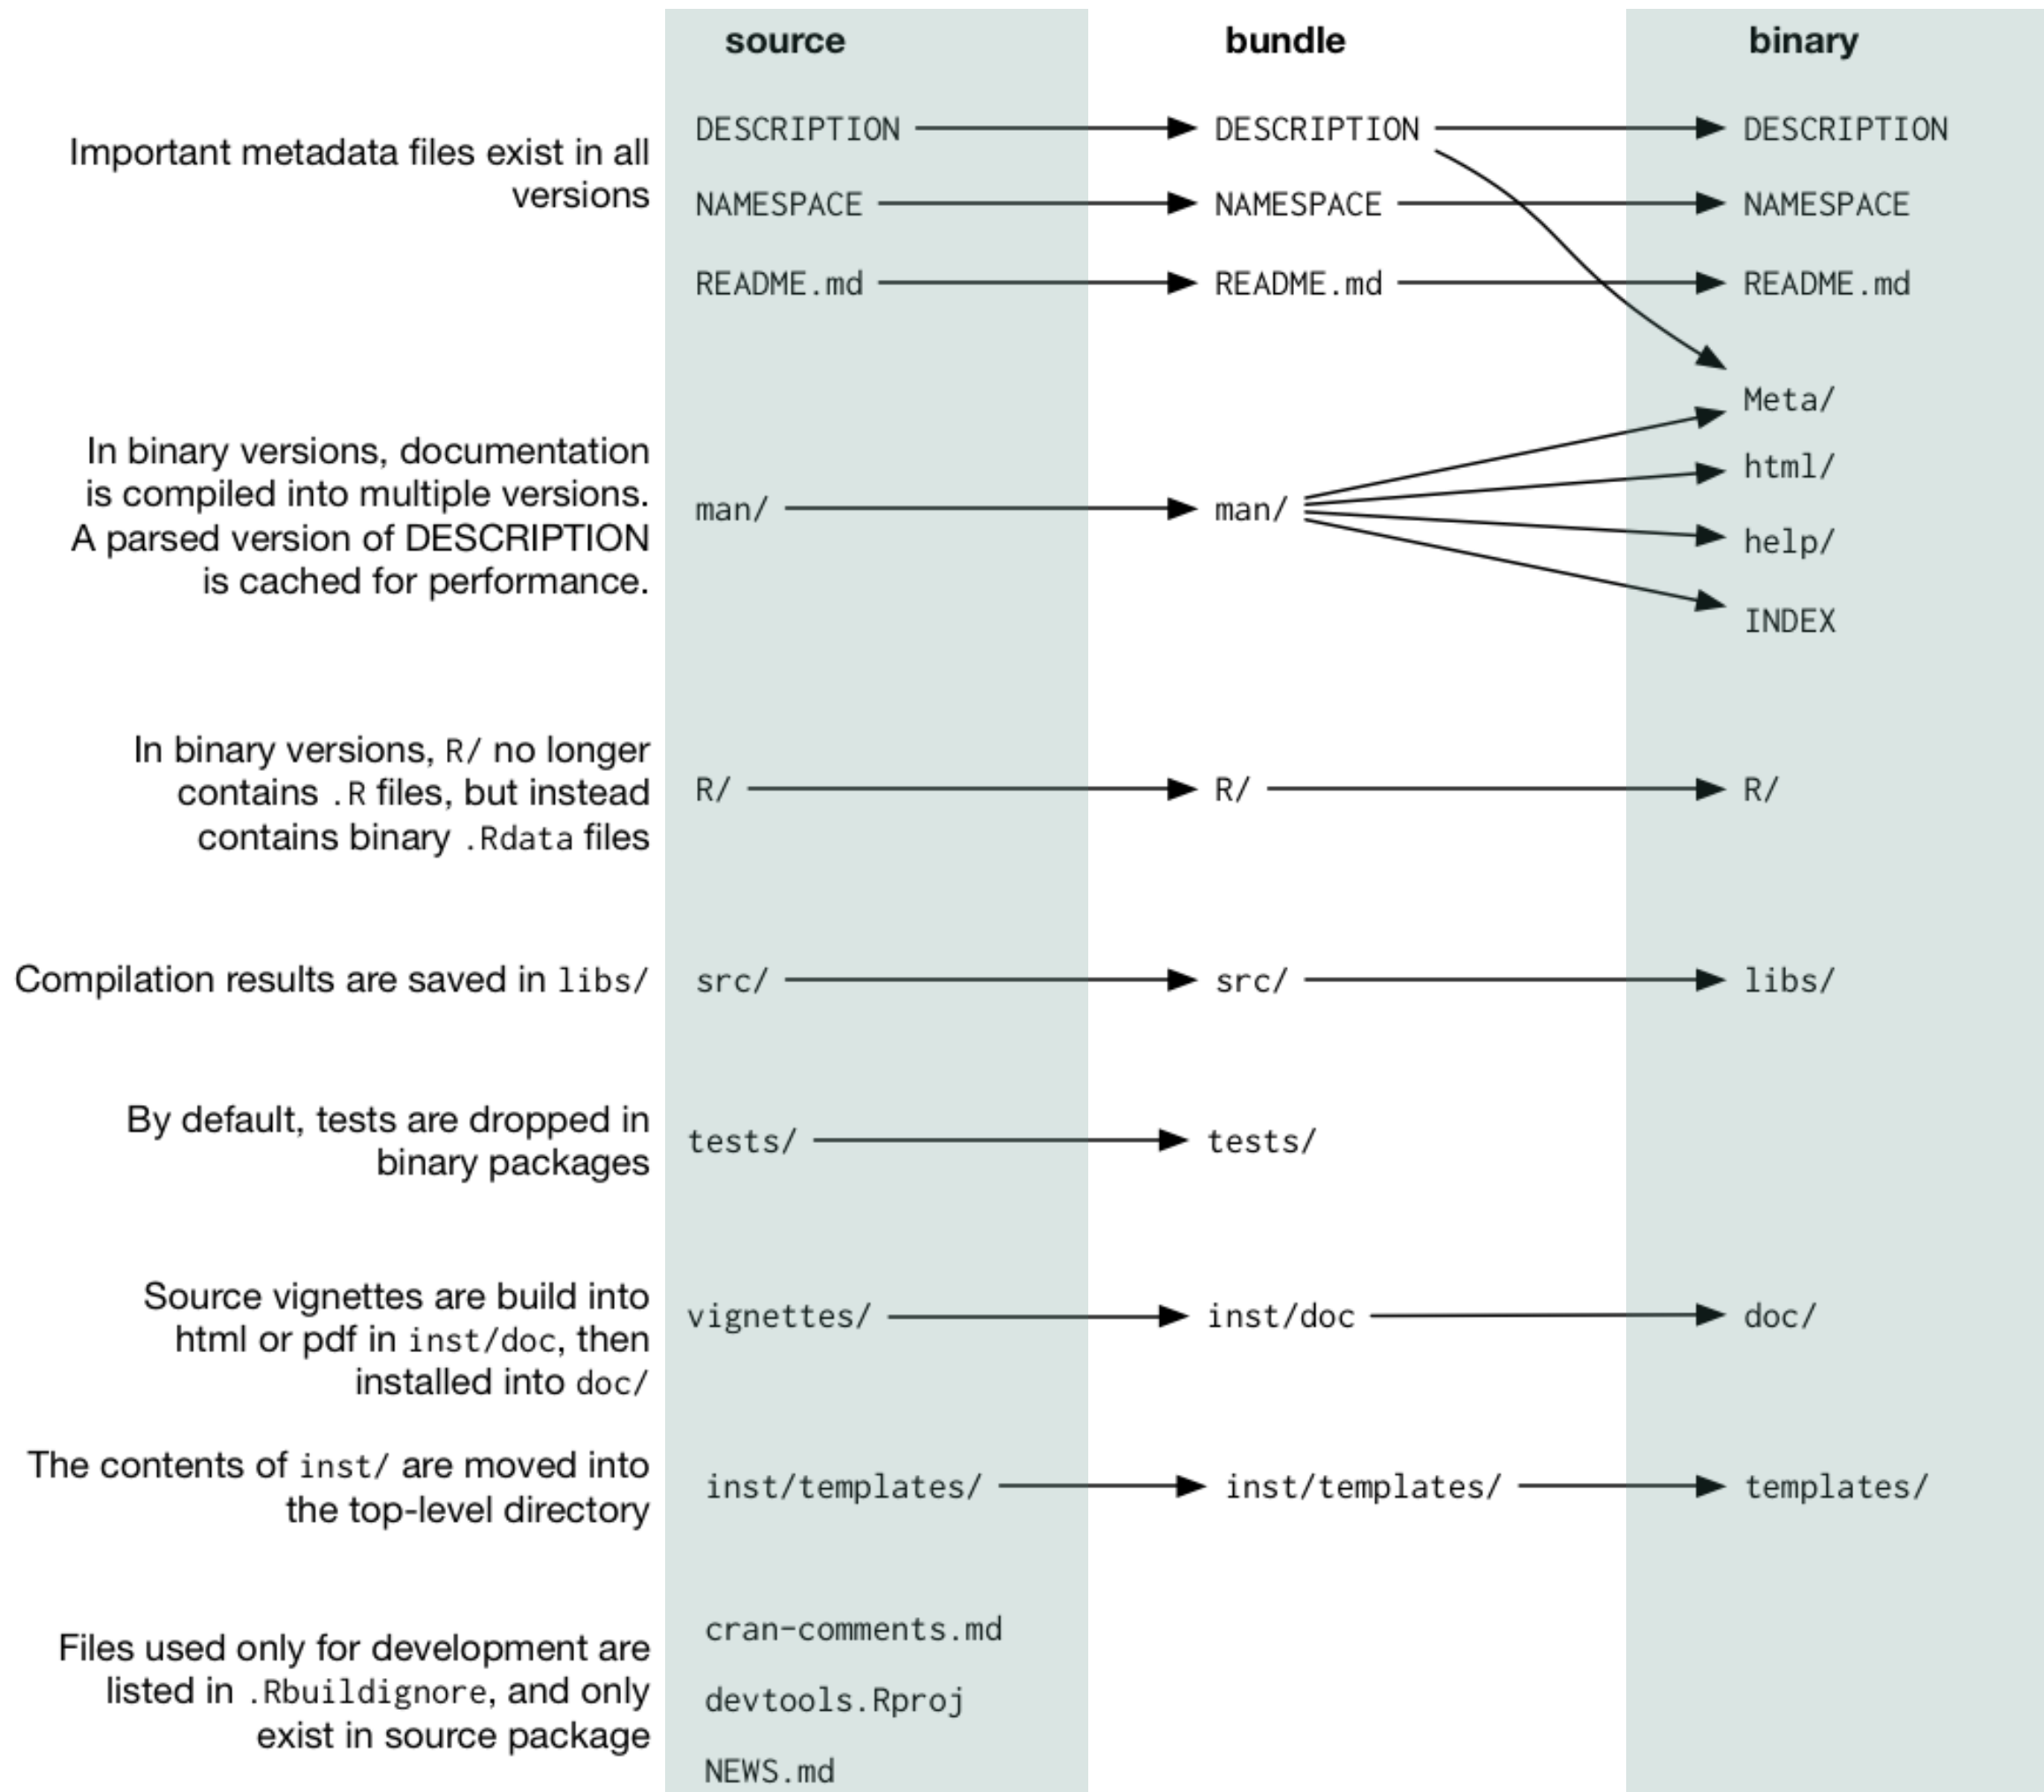 source bundle binary
Important metadata files exist in all
versions
DESCRIPTION DESCRIPTION DESCRIPTION
NAMESPACE NAMESPACE NAMESPACE
README.md README.md README.md
In binary versions, documentation
is compiled into multiple versions.
A parsed version of DESCRIPTION
is cached for performance.
man/ man/
Meta/
html/
help/
INDEX
In binary versions, R/ no longer
contains .R files, but instead
contains binary .Rdata files
R/ R/ R/
Compilation results are saved in libs/
src/ src/ libs/
By default, tests are dropped in
binary packages
tests/ tests/
Source vignettes are build into
html or pdf in inst/doc, then
installed into doc/
vignettes/ inst/doc doc/
The contents of inst/ are moved into
the top-level directory
inst/templates/ inst/templates/ templates/
Files used only for development are
listed in .Rbuildignore, and only
exist in source package
cran-comments.md
devtools.Rproj
NEWS.md